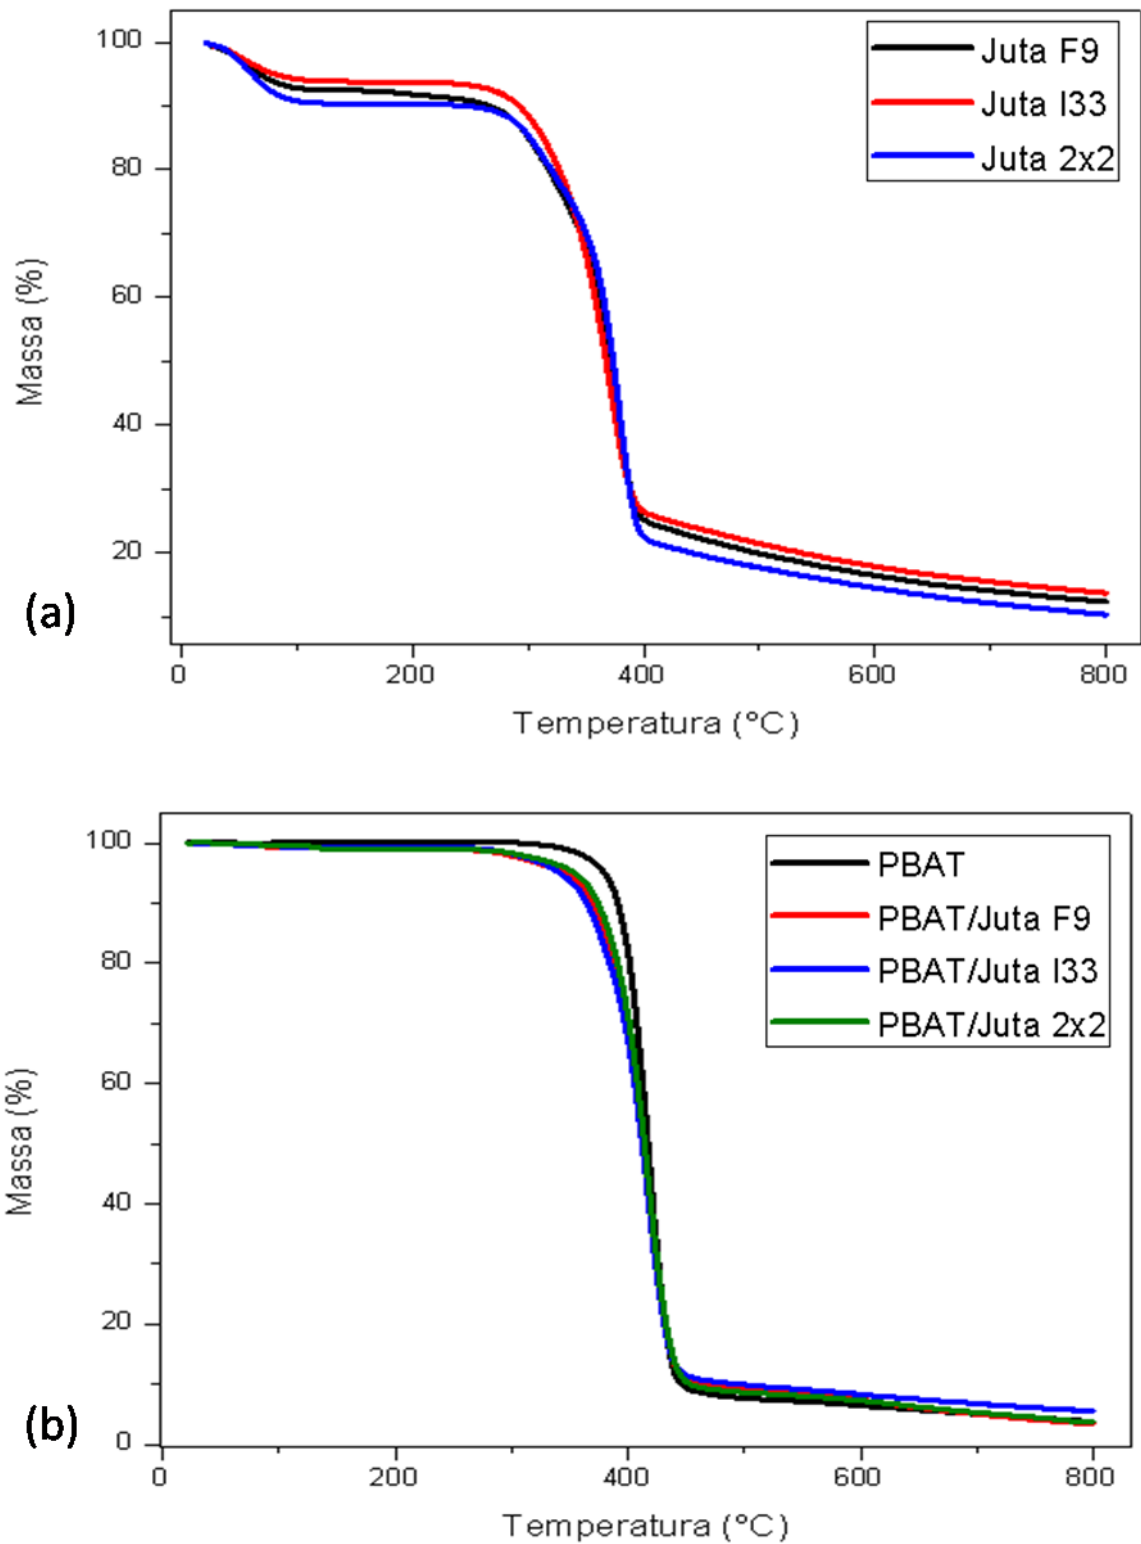 100
80
60
40
20
Massa (%)
Juta F9
Juta I33
Juta 2x2
(a)
0
200
400
600
800
Temperatura (°C)
100
80
60
40
20
0
Massa (%)
PBAT
PBAT/Juta F9
PBAT/Juta I33
PBAT/Juta 2x2
(b)
0
200
400
600
800
Temperatura (°C)